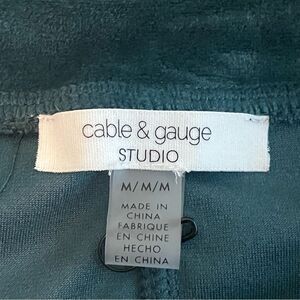 cable & gauge
STUDIO
M/M/M
MADE IN
CHINA
FABRIQUE
EN CHINE
HECHO
EN CHINA